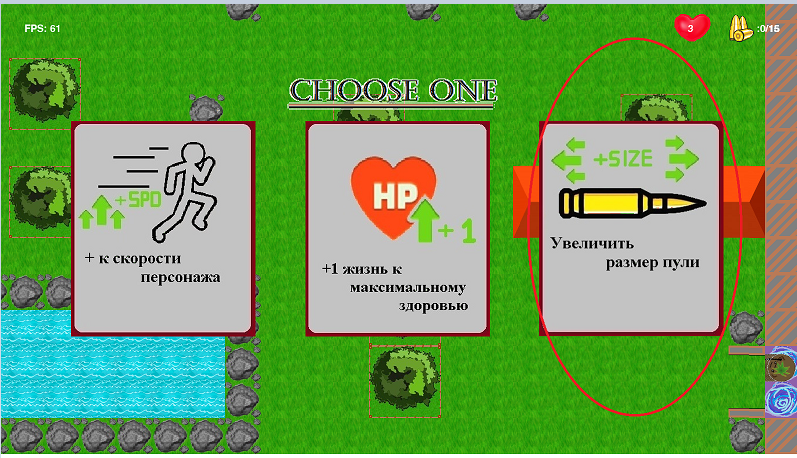 FPS: 61
3
:0/15
CHOOSE ONE
+SPD
+ к скорости
персонажа
HP
+ 1
+1 жизнь к
максимальному
здоровью
+SIZE
Увеличить
размер пули